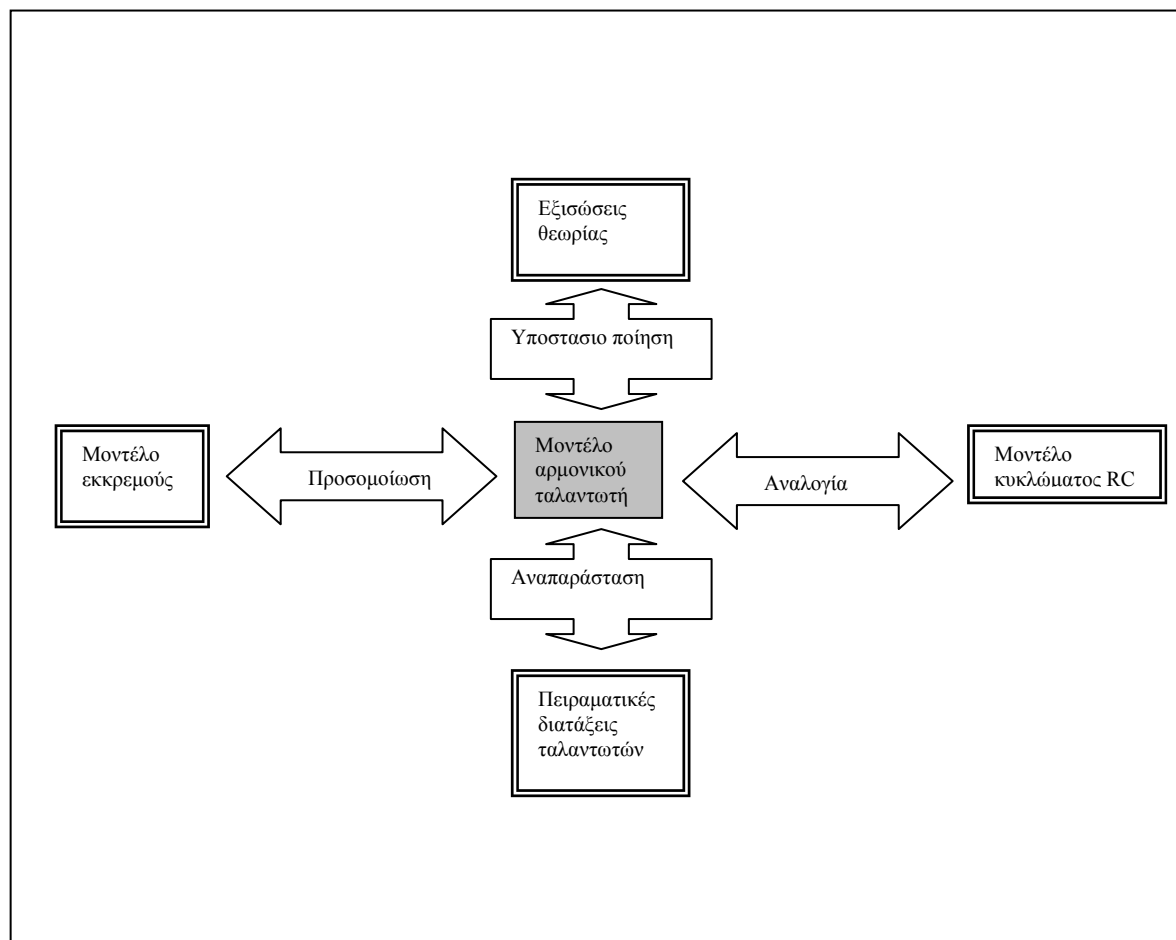 Εξισώσεις
θεωρίας
Υποστασιο ποίηση
Μοντέλο
εκκρεμούς
Προσομοίωση
Μοντέλο
αρμονικού
ταλαντωτή
Αναλογία
Μοντέλο
κυκλώματος RC
Αναπαράσταση
Πειραματικές
διατάξεις
ταλαντωτών